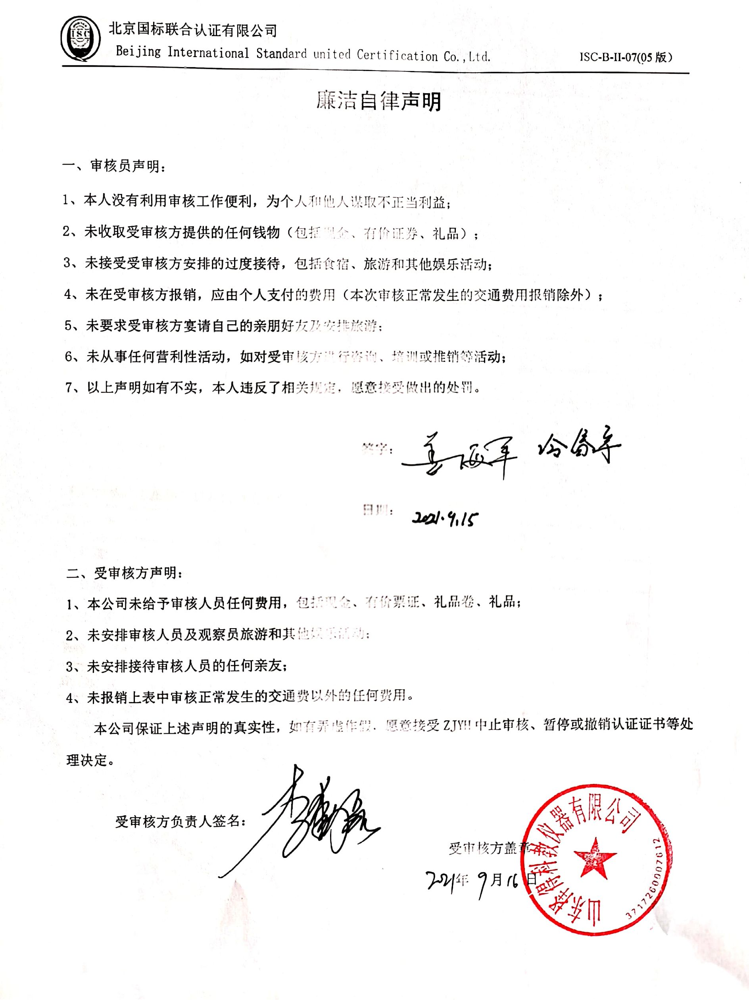 ISC
北京国标联合认证有限公司
Beijing International Standard united Certification Co.,Ltd.
ISC-B-II-07(05 版）
廉洁自律声明
一、审核员声明：
1、本人没有利用审核工作便利，为个人和他人谋取不正当利益；
2、未收取受审核方提供的任何钱物（包括现金、有价证券、礼品）；
3、未接受受审核方安排的过度接待，包括食宿、旅游和其他娱乐活动；
4、未在受审核方报销，应由个人支付的费用（本次审核正常发生的交通费用报销除外）；
5、未要求受审核方宴请自己的亲朋好友及安排旅游；
6、未从事任何营利性活动，如对受审核方进行咨询、培训或推销等活动；
7、以上声明如有不实，本人违反了相关规定，愿意接受做出的处罚。
签字： 姜海军
日期： 2021.9.15
二、受审核方声明：
1、本公司未给予审核人员任何费用，包括现金、有价票证、礼品卷、礼品；
2、未安排审核人员及观察员旅游和其他娱乐活动；
3、未安排接待审核人员的任何亲友；
4、未报销上表中审核正常发生的交通费以外的任何费用。
本公司保证上述声明的真实性，如有弄虚作假，愿意接受 ZJYH 中止审核、暂停或撤销认证证书等处
理决定。
受审核方负责人签名：
受审核方盖章
2021年 9月16日
科教仪器有限公司
3717260007612